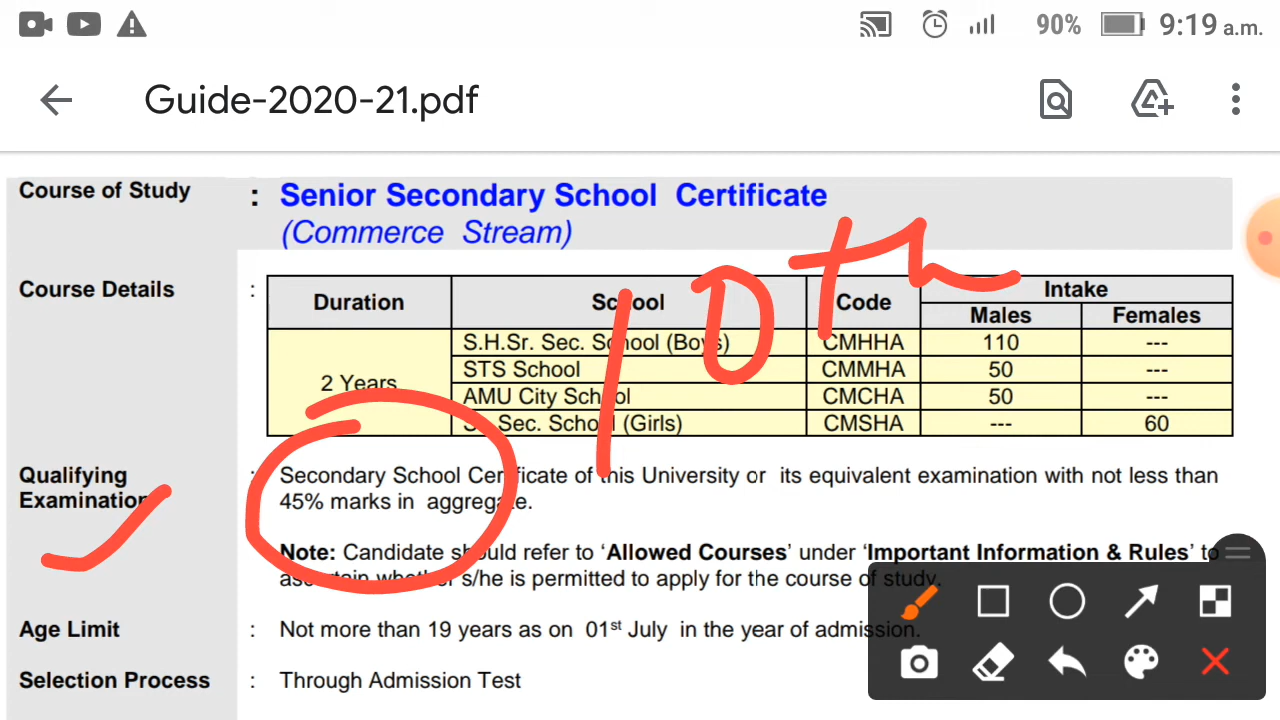 90% 9:19 a.m.
Guide-2020-21.pdf
Course of Study : Senior Secondary School Certificate
(Commerce Stream)
10th
Course Details : Duration School Code Intake
Males Females
S.H.Sr. Sec. School (Boys) CMHHA 110 ---
2 Years STS School CMMHA 50 ---
AMU City School CMCHA 50 ---
Sec. School (Girls) CMSHA --- 60
Qualifying : Secondary School Certificate of this University or its equivalent examination with not less than
Examination 45% marks in aggregate.
Note: Candidate should refer to ‘Allowed Courses’ under ‘Important Information & Rules’ to
ascertain whether s/he is permitted to apply for the course of study.
Age Limit : Not more than 19 years as on 01st July in the year of admission.
Selection Process : Through Admission Test